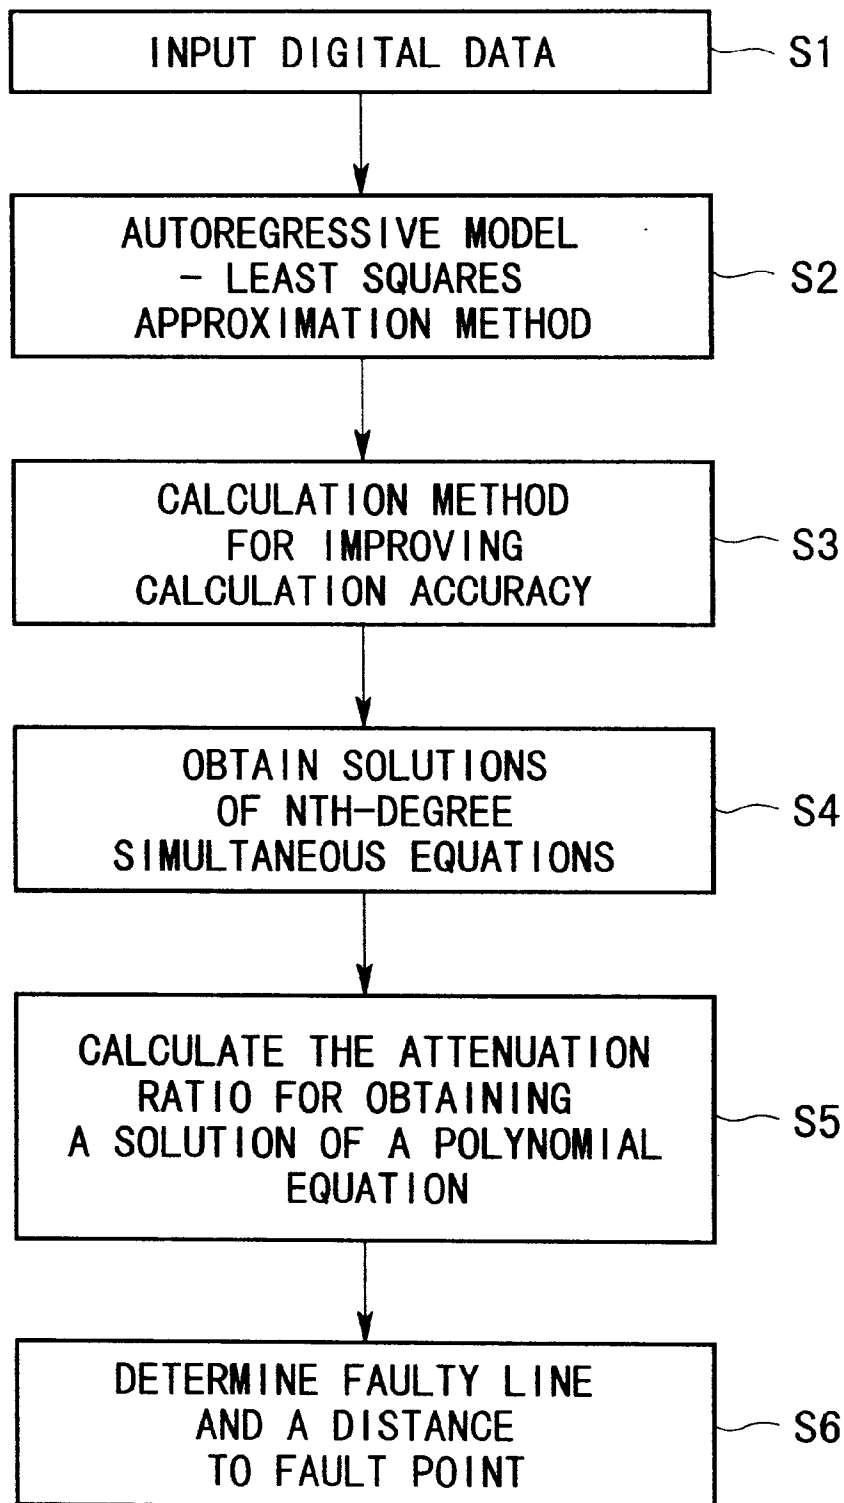 INPUT DIGITAL DATA
S1
AUTOREGRESSIVE MODEL
- LEAST SQUARES
APPROXIMATION METHOD
S2
CALCULATION METHOD
FOR IMPROVING
CALCULATION ACCURACY
S3
OBTAIN SOLUTIONS
OF NTH-DEGREE
SIMULTANEOUS EQUATIONS
S4
CALCULATE THE ATTENUATION
RATIO FOR OBTAINING
A SOLUTION OF A POLYNOMIAL
EQUATION
S5
DETERMINE FAULTY LINE
AND A DISTANCE
TO FAULT POINT
S6